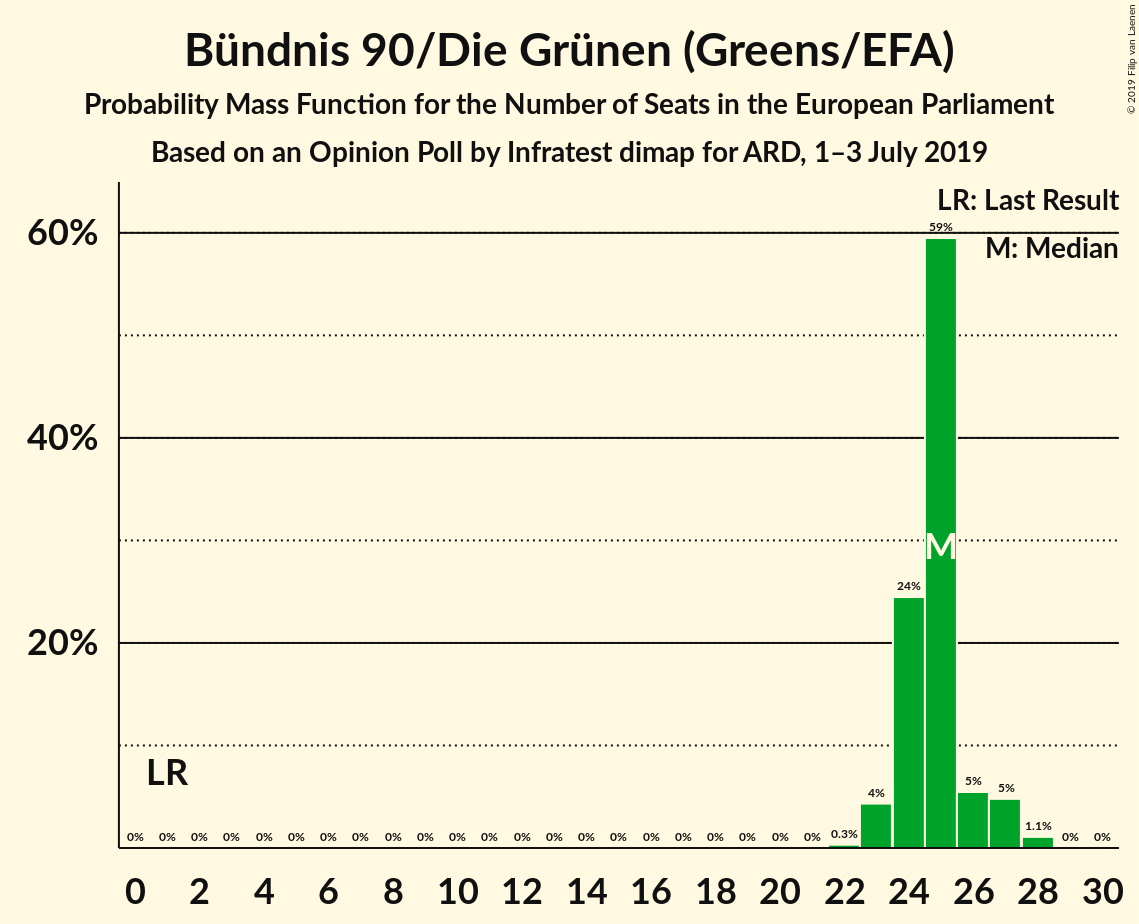 Bündnis 90/Die Grünen (Greens/EFA)
Probability Mass Function for the Number of Seats in the European Parliament
Based on an Opinion Poll by Infratest dimap for ARD, 1–3 July 2019
© 2019 Filip van Laenen
LR: Last Result
M: Median
60%
40%
20%
59%
M
24%
LR
0% 0% 0% 0% 0% 0% 0% 0% 0% 0% 0% 0% 0% 0% 0% 0% 0% 0% 0% 0% 0% 0% 0.3% 4% 5% 5% 1.1% 0% 0%
0 2 4 6 8 10 12 14 16 18 20 22 24 26 28 30